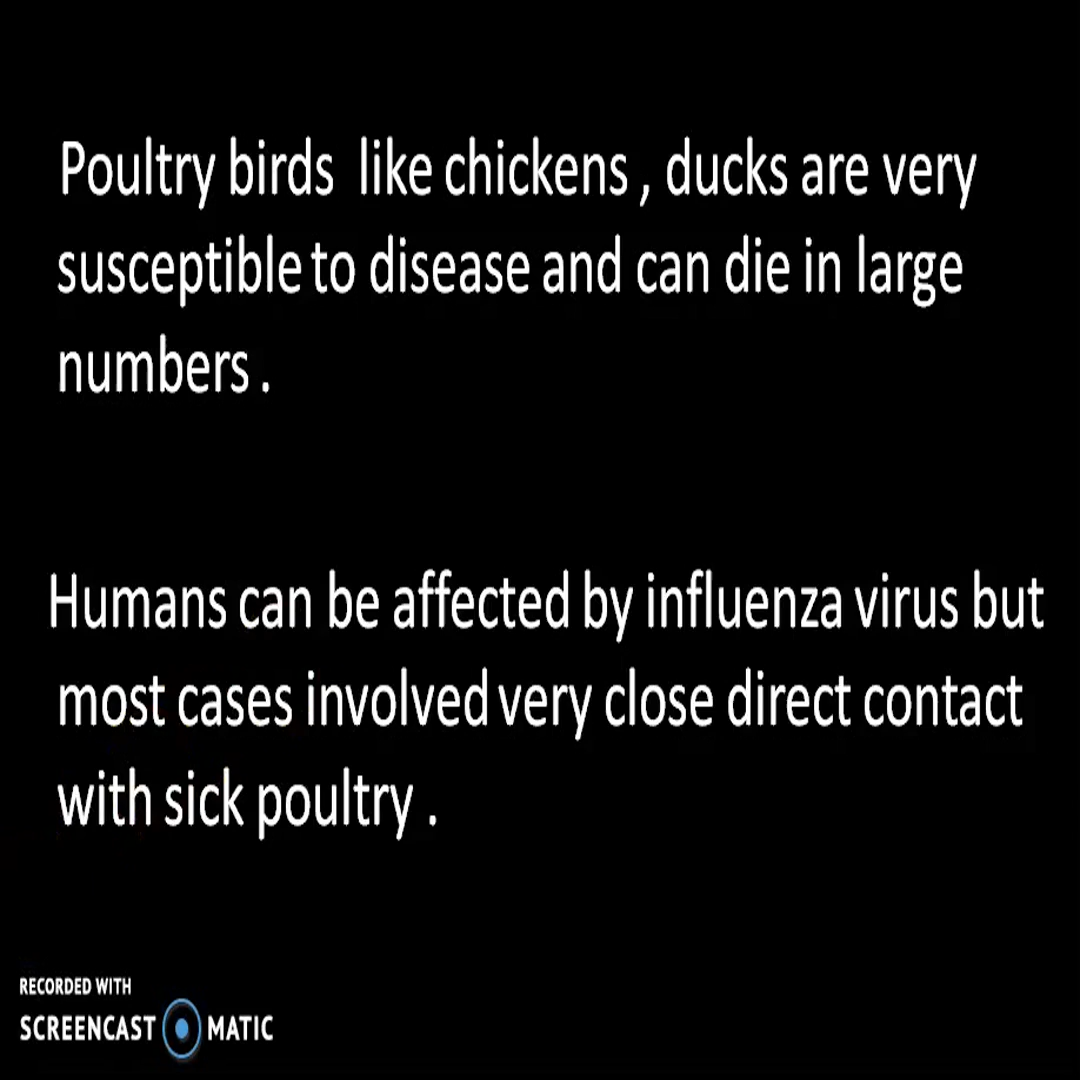 Poultry birds like chickens , ducks are very
susceptible to disease and can die in large
numbers .
Humans can be affected by influenza virus but
most cases involved very close direct contact
with sick poultry .
RECORDED WITH
SCREENCAST MATIC